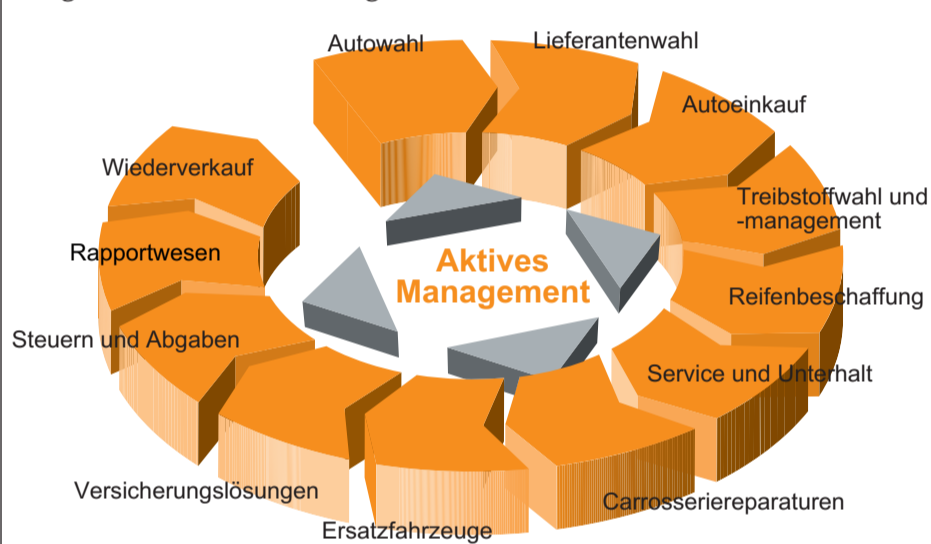 Autowahl
Lieferantenwahl
Autoeinkauf
Treibstoffwahl und
-management
Reifenbeschaffung
Service und Unterhalt
Carrosseriereparaturen
Ersatzfahrzeuge
Versicherungslösungen
Steuern und Abgaben
Rapportwesen
Wiederverkauf
Aktives
Management